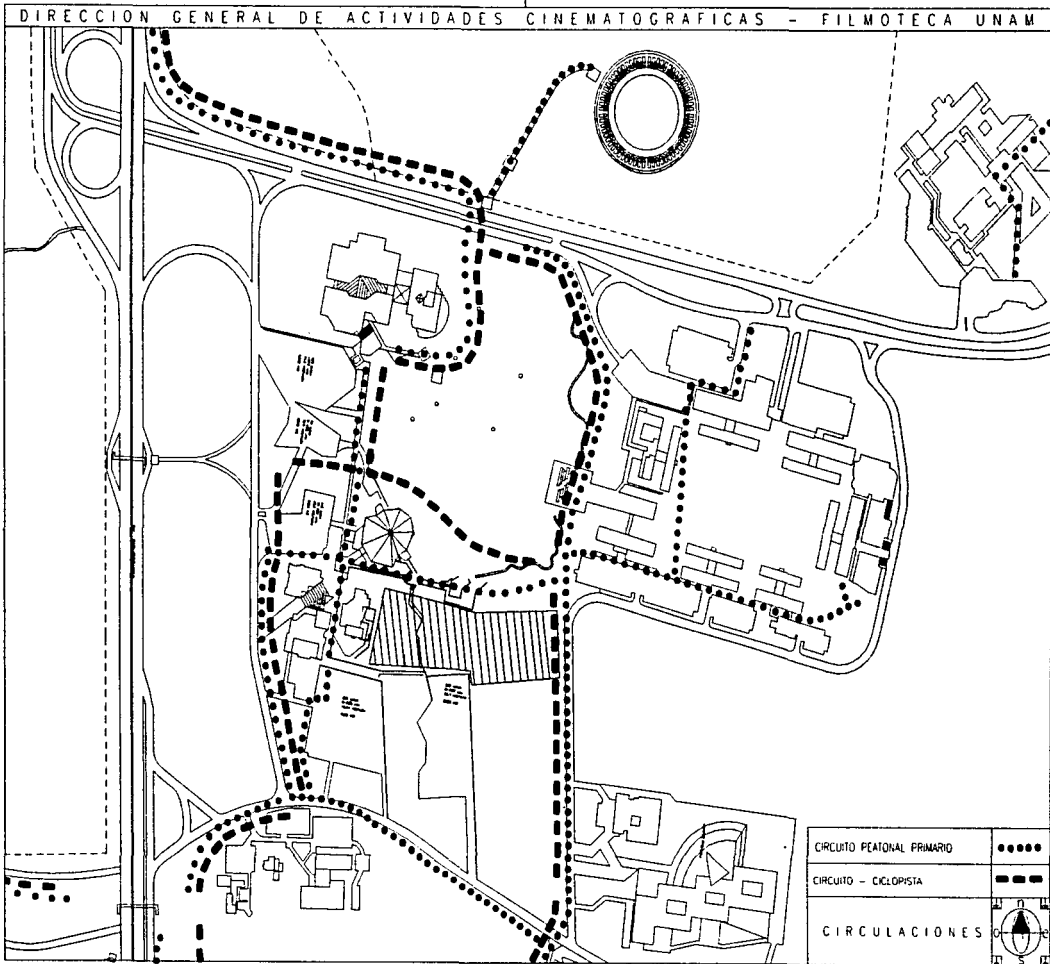 DIRECCION GENERAL DE ACTIVIDADES CINEMATOGRAFICAS - FILMOTECA UNAM
CIRCUITO PEATONAL PRIMARIO
CIRCUITO - CICLOPISTA
CIRCULACIONES
n
S